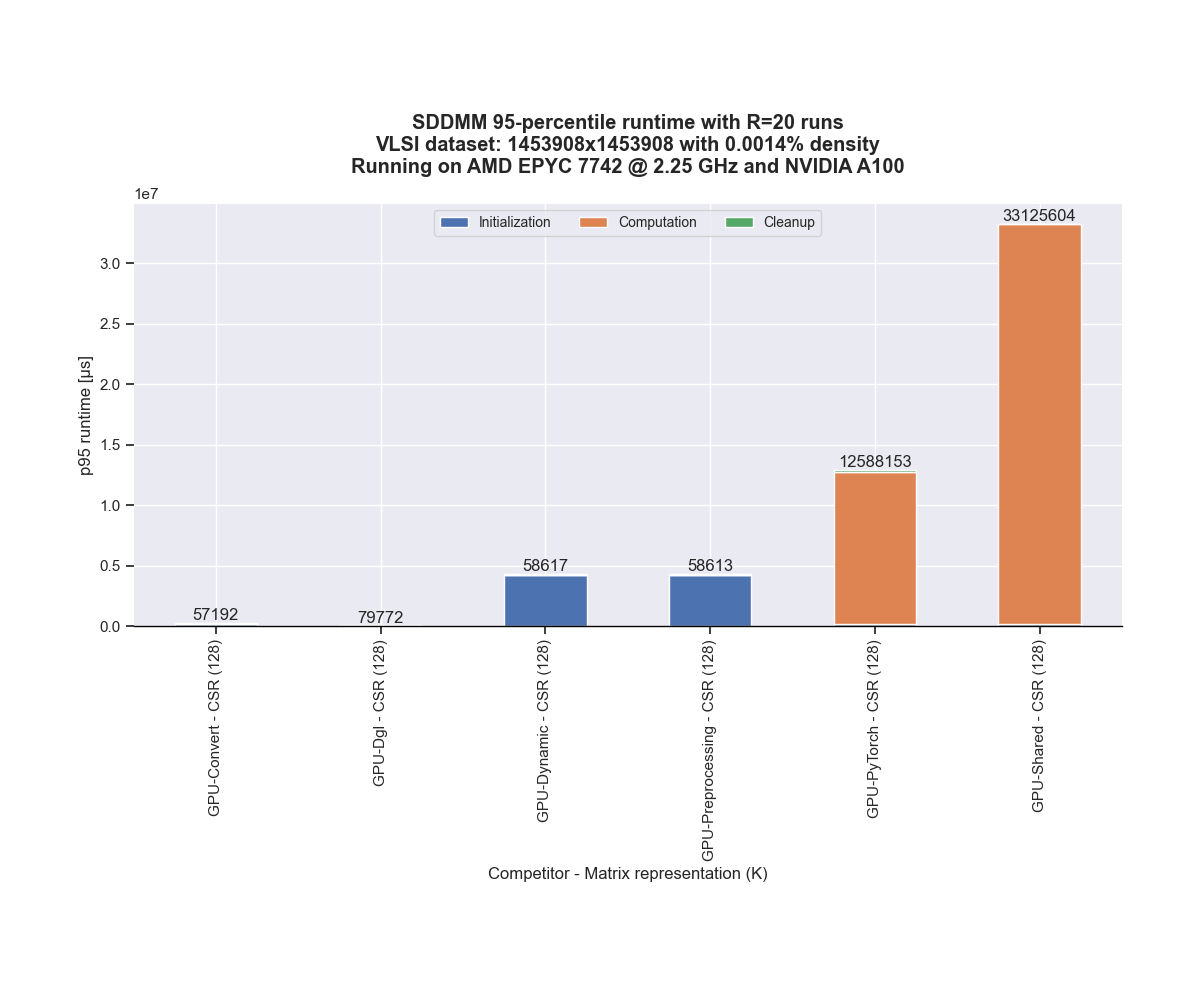 SDDMM 95-percentile runtime with R=20 runs
VLSI dataset: 1453908x1453908 with 0.0014% density
Running on AMD EPYC 7742 @ 2.25 GHz and NVIDIA A100
1e7
Initialization
Computation
Cleanup
33125604
3.0
2.5
2.0
1.5
1.0
0.5
0.0
p95 runtime [µs]
57192
79772
58617
58613
12588153
GPU-Convert - CSR (128)
GPU-Dgl - CSR (128)
GPU-Dynamic - CSR (128)
GPU-Preprocessing - CSR (128)
GPU-PyTorch - CSR (128)
GPU-Shared - CSR (128)
Competitor - Matrix representation (K)